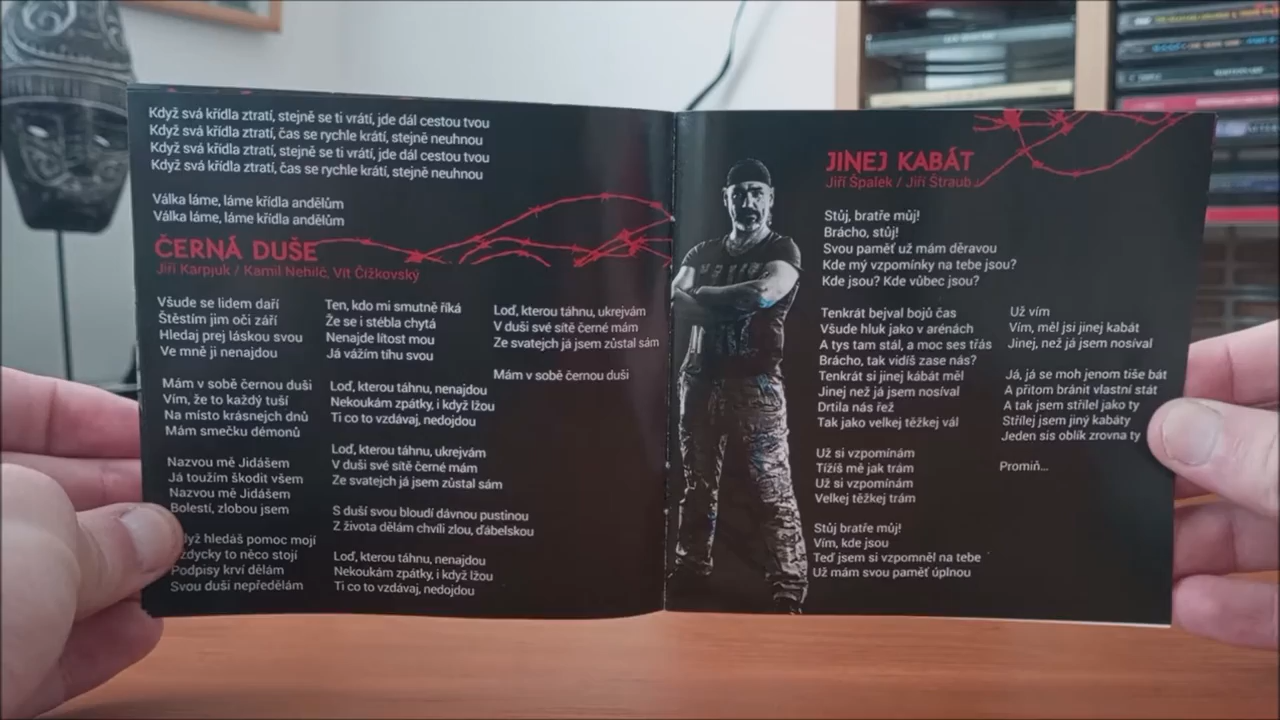 Když svá křídla ztratí, stejně se ti vrátí, jde dál cestou tvou
Když svá křídla ztratí, čas se rychle krátí, stejně neuhnou
Když svá křídla ztratí, stejně se ti vrátí, jde dál cestou tvou
Když svá křídla ztratí, čas se rychle krátí, stejně neuhnou
Válka láme, láme křídla andělům
Válka láme, láme křídla andělům
ČERNÁ DUŠE
Jiří Karpjuk / Kamil Nehilč, Vít Čížkovský
Všude se lidem daří
Štěstím jim oči září
Hledaj prej láskou svou
Ve mně ji nenajdou
Mám v sobě černou duši
Vím, že to každý tuší
Na místo krásnejch dnů
Mám smečku démonů
Nazvou mě Jidášem
Já toužím škodit všem
Nazvou mě Jidášem
Bolestí, zlobou jsem
hledáš pomoc mojí
to něco stojí
Podpisy krví dělám
Svou duši nepředělám
Ten, kdo mi smutně říká
Že se i stébla chytá
Nenajde lítost mou
Já vážím tíhu svou
Loď, kterou táhnu, nenajdou
Nekoukám zpátky, i když lžou
Ti co to vzdávaj, nedojdou
Loď, kterou táhnu, ukrejvám
V duši své sítě černé mám
Ze svatejch já jsem zůstal sám
S duší svou bloudí dávnou pustinou
Z života dělám chvíli zlou, ďábelskou
Loď, kterou táhnu, nenajdou
Nekoukám zpátky, i když lžou
Ti co to vzdávaj, nedojdou
Loď, kterou táhnu, ukrejvám
V duši své sítě černé mám
Ze svatejch já jsem zůstal sám
Mám v sobě černou duši
JINEJ KABÁT
Jiří Špalek / Jiří Štraub
Stůj, bratře můj!
Brácho, stůj!
Svou paměť už mám děravou
Kde mý vzpomínky na tebe jsou?
Kde jsou? Kde vůbec jsou?
Tenkrát bejval bojů čas
Všude hluk jako v arénách
A tys tam stál, a moc ses třás
Brácho, tak vidíš zase nás?
Tenkrát si jinej kábát měl
Jinej než já jsem nosíval
Drtila nás řež
Tak jako velkej těžkej vál
Už si vzpomínám
Tížíš mě jak trám
Už si vzpomínám
Velkej těžkej trám
Stůj bratře můj!
Vím, kde jsou
Teď jsem si vzpomněl na tebe
Už mám svou paměť úplnou
Už vím
Vím, měl jsi jinej kabát
Jinej, než já jsem nosíval
Já, já se moh jenom tiše bát
A přitom bránit vlastní stát
A tak jsem střílel jako ty
Střílej jsem jiný kabáty
Jeden sis oblík zrovna ty
Promiň...